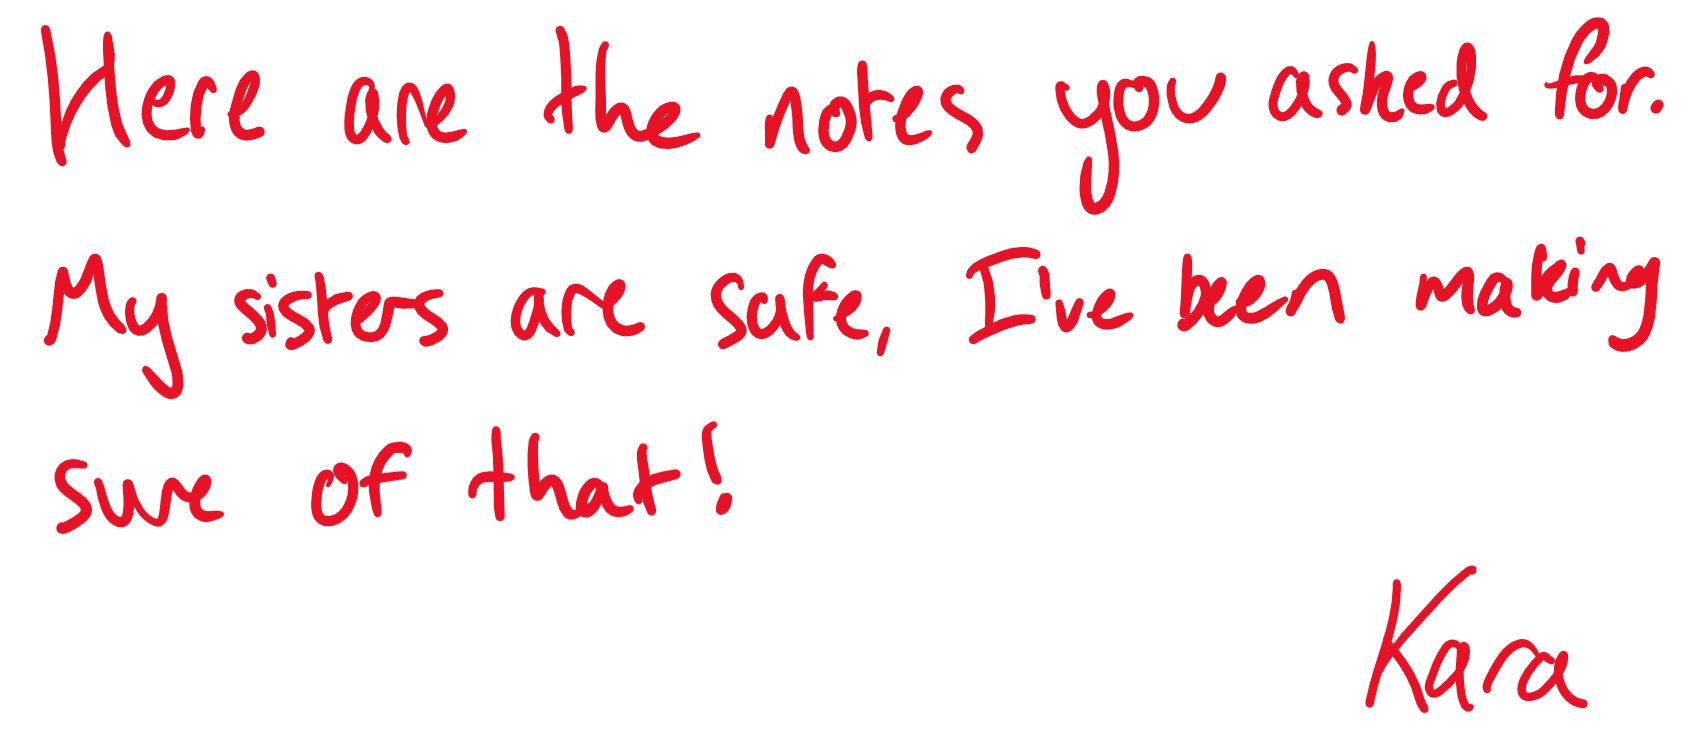 Here are the notes you asked for.
My sisters are safe, I've been making
sure of that!
Kara